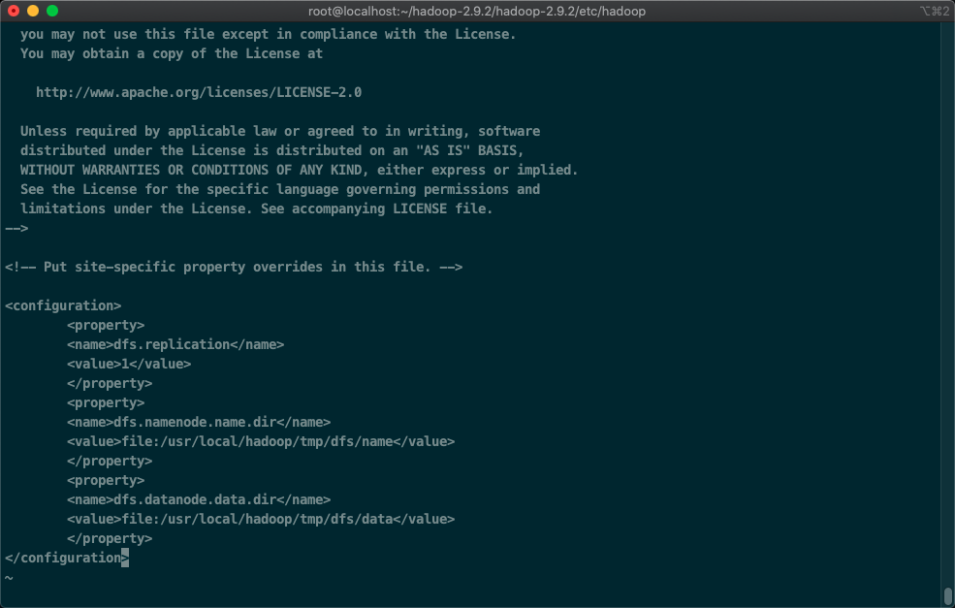 root@localhost:~/hadoop-2.9.2/hadoop-2.9.2/etc/hadoop
⌥⌘2
you may not use this file except in compliance with the License.
You may obtain a copy of the License at
http://www.apache.org/licenses/LICENSE-2.0
Unless required by applicable law or agreed to in writing, software
distributed under the License is distributed on an "AS IS" BASIS,
WITHOUT WARRANTIES OR CONDITIONS OF ANY KIND, either express or implied.
See the License for the specific language governing permissions and
limitations under the License. See accompanying LICENSE file.
-->
<!-- Put site-specific property overrides in this file. -->
<configuration>
<property>
<name>dfs.replication</name>
<value>1</value>
</property>
<property>
<name>dfs.namenode.name.dir</name>
<value>file:/usr/local/hadoop/tmp/dfs/name</value>
</property>
<property>
<name>dfs.datanode.data.dir</name>
<value>file:/usr/local/hadoop/tmp/dfs/data</value>
</property>
</configuration>
~